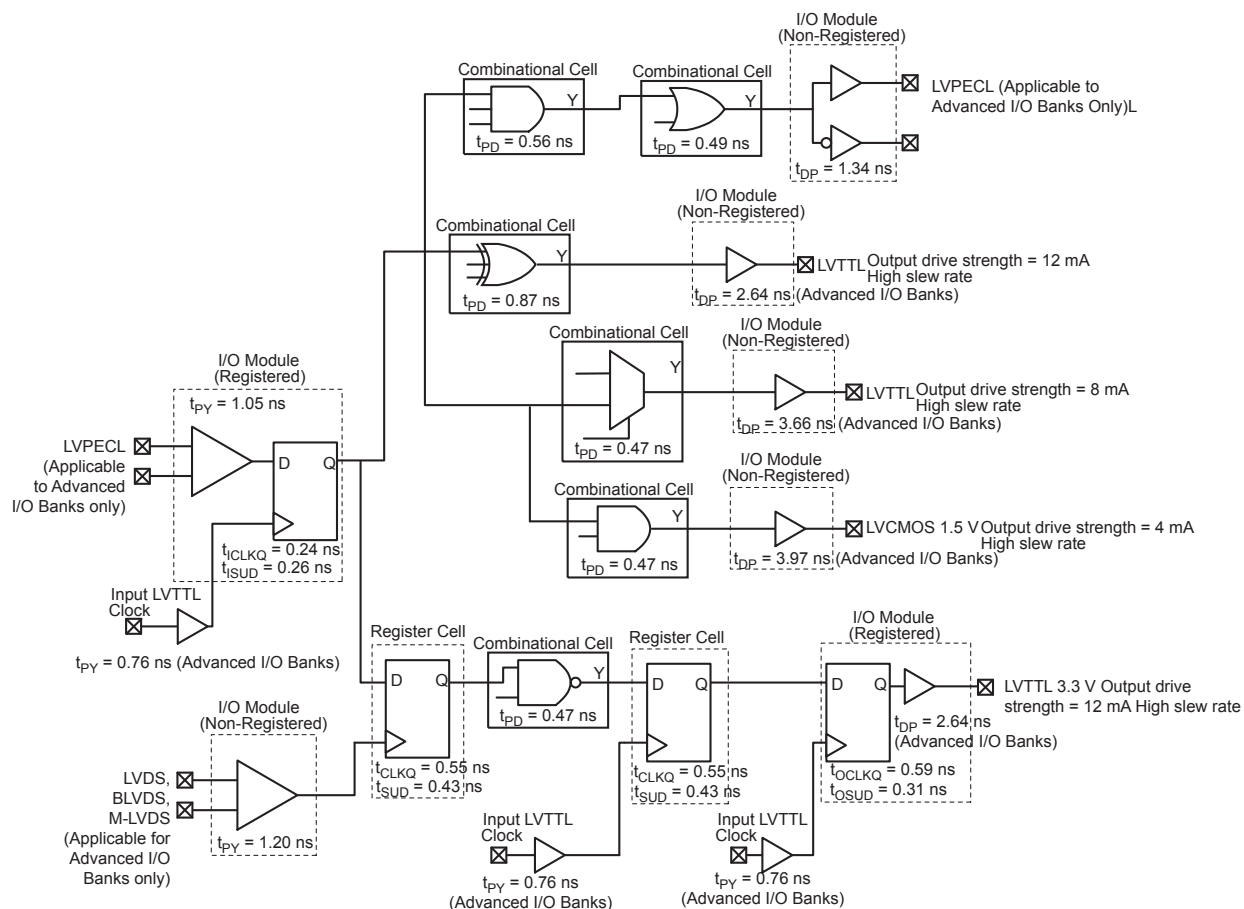 I/O Module
(Non-Registered)
Combinational Cell
Y
tPD = 0.56 ns
Combinational Cell
Y
tPD = 0.49 ns
tDP = 1.34 ns
LVPECL (Applicable to
Advanced I/O Banks Only)L
I/O Module
(Non-Registered)
Combinational Cell
Y
tPD = 0.87 ns
tDP = 2.64 ns
LVTTL
Output drive strength = 12 mA
High slew rate
(Advanced I/O Banks)
Combinational Cell
Y
tPD = 0.47 ns
I/O Module
(Non-Registered)
tDP = 3.66 ns
LVTTL
Output drive strength = 8 mA
High slew rate
(Advanced I/O Banks)
I/O Module
(Registered)
tPY = 1.05 ns
LVPECL
(Applicable
to Advanced
I/O Banks only)
D
Q
tICLKQ = 0.24 ns
tISUD = 0.26 ns
Input LVTTL
Clock
tPY = 0.76 ns (Advanced I/O Banks)
Combinational Cell
Y
tPD = 0.47 ns
I/O Module
(Non-Registered)
tDP = 3.97 ns
LVCMOS 1.5 V
Output drive strength = 4 mA
High slew rate
(Advanced I/O Banks)
I/O Module
(Non-Registered)
LVDS,
BLVDS,
M-LVDS
(Applicable for
Advanced I/O
Banks only)
tPY = 1.20 ns
Register Cell
D
Q
tCLKQ = 0.55 ns
tSUD = 0.43 ns
Combinational Cell
Y
tPD = 0.47 ns
Register Cell
D
Q
tCLKQ = 0.55 ns
tSUD = 0.43 ns
Input LVTTL
Clock
tPY = 0.76 ns
(Advanced I/O Banks)
I/O Module
(Registered)
D
Q
tDP = 2.64 ns
(Advanced I/O Banks)
tOCLKQ = 0.59 ns
tOSUD = 0.31 ns
LVTTL 3.3 V Output drive
strength = 12 mA High slew rate
Input LVTTL
Clock
tPY = 0.76 ns
(Advanced I/O Banks)